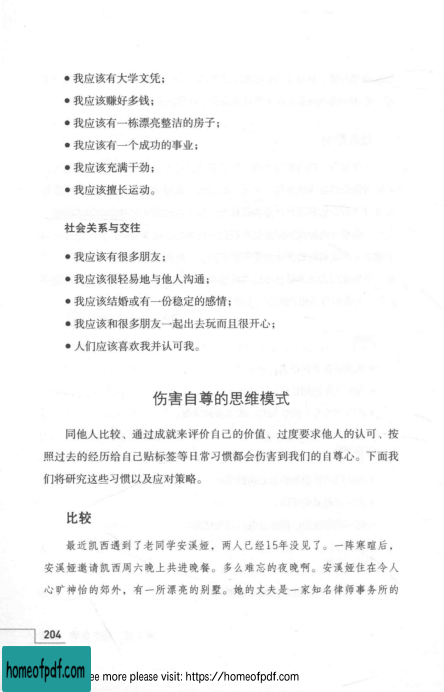 ● 我应该有大学文凭；
● 我应该赚好多钱；
● 我应该有一栋漂亮整洁的房子；
● 我应该有一个成功的事业；
● 我应该充满干劲；
● 我应该擅长运动。
社会关系与交往
● 我应该有很多朋友；
● 我应该很轻易地与他人沟通；
● 我应该结婚或有一份稳定的感情；
● 我应该和很多朋友一起出去玩而且很开心；
● 人们应该喜欢我并认可我。
伤害自尊的思维模式
同他人比较、通过成就来评价自己的价值、过度要求他人的认可、按
照过去的经历给自己贴标签等日常习惯都会伤害到我们的自尊心。下面我
们将研究这些习惯以及应对策略。
比较
最近凯西遇到了老同学安溪娅，两人已经15年没见了。一阵寒暄后，
安溪娅邀请凯西周六晚上共进晚餐。多么难忘的夜晚啊。安溪娅住在令人
心旷神怡的郊外，有一所漂亮的别墅。她的丈夫是一家知名律师事务所的
204
homeofpdf.com
ee more please visit: https://homeofpdf.com